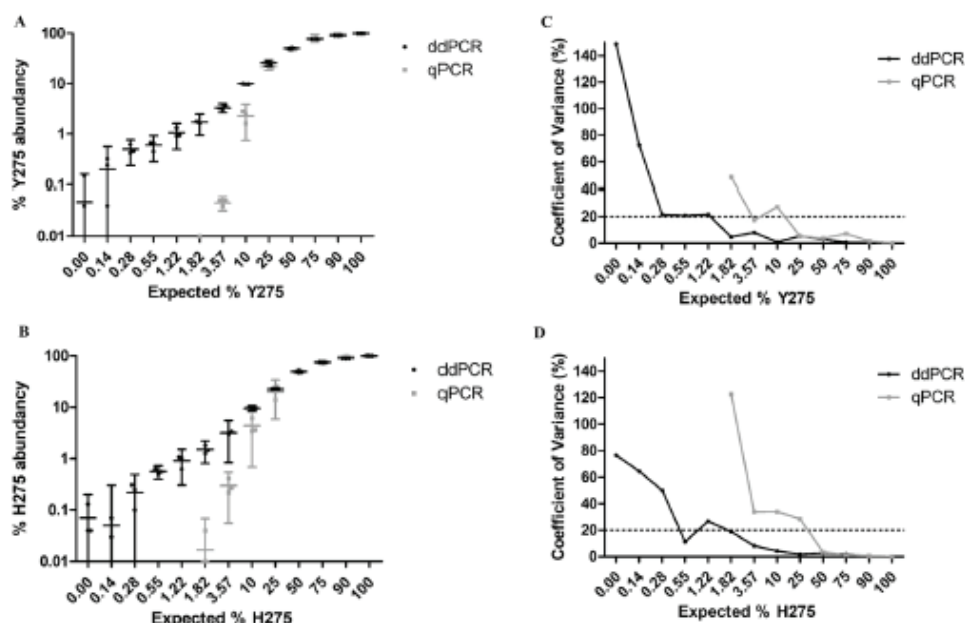 A
% Y275 abundancy
100
10
1
0.1
0.01
ddPCR
qPCR
0.00 0.14 0.28 0.55 1.22 1.82 3.57 10 25 50 75 90 100
Expected % Y275
C
Coefficient of Variance (%)
140
120
100
80
60
40
20
0
ddPCR
qPCR
0.00 0.14 0.28 0.55 1.22 1.82 3.57 10 25 50 75 90 100
Expected % Y275
B
% H275 abundancy
100
10
1
0.1
0.01
ddPCR
qPCR
0.00 0.14 0.28 0.55 1.22 1.82 3.57 10 25 50 75 90 100
Expected % H275
D
Coefficient of Variance (%)
140
120
100
80
60
40
20
0
ddPCR
qPCR
0.00 0.14 0.28 0.55 1.22 1.82 3.57 10 25 50 75 90 100
Expected % H275